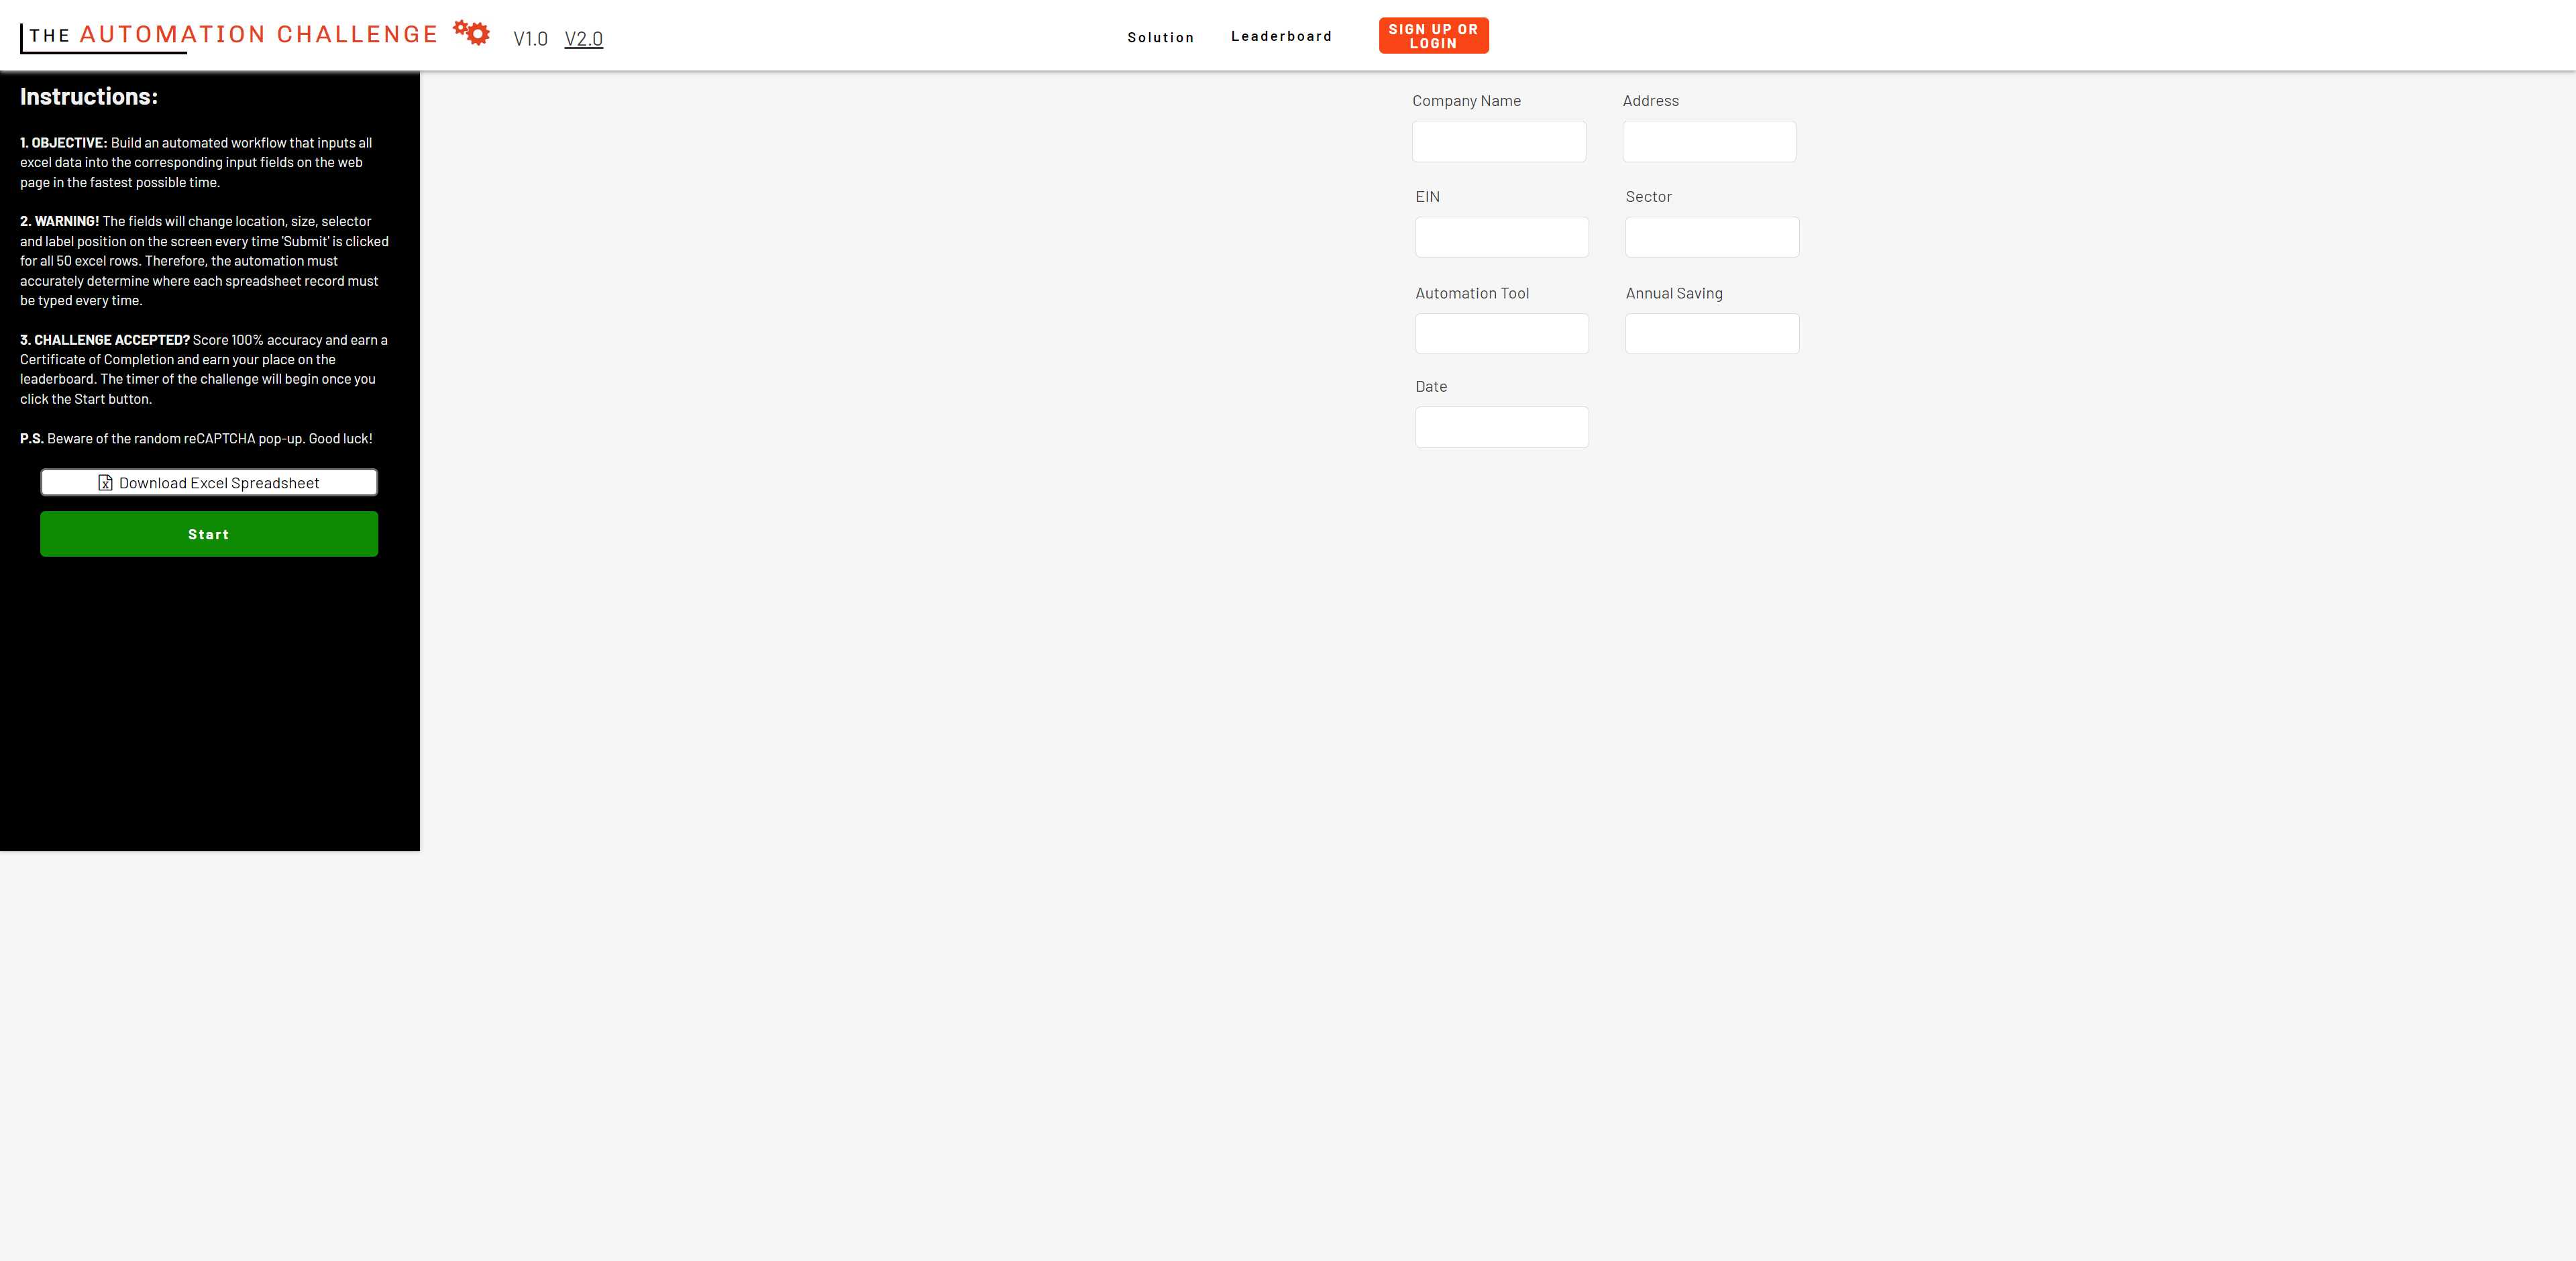 THE AUTOMATION CHALLENGE
V1.0 V2.0
Solution
Leaderboard
SIGN UP OR
LOGIN
Instructions:
1. OBJECTIVE: Build an automated workflow that inputs all
excel data into the corresponding input fields on the web
page in the fastest possible time.
2. WARNING! The fields will change location, size, selector
and label position on the screen every time 'Submit' is clicked
for all 50 excel rows. Therefore, the automation must
accurately determine where each spreadsheet record must
be typed every time.
3. CHALLENGE ACCEPTED? Score 100% accuracy and earn a
Certificate of Completion and earn your place on the
leaderboard. The timer of the challenge will begin once you
click the Start button.
P.S. Beware of the random reCAPTCHA pop-up. Good luck!
Download Excel Spreadsheet
Start
Company Name
Address
EIN
Sector
Automation Tool
Annual Saving
Date